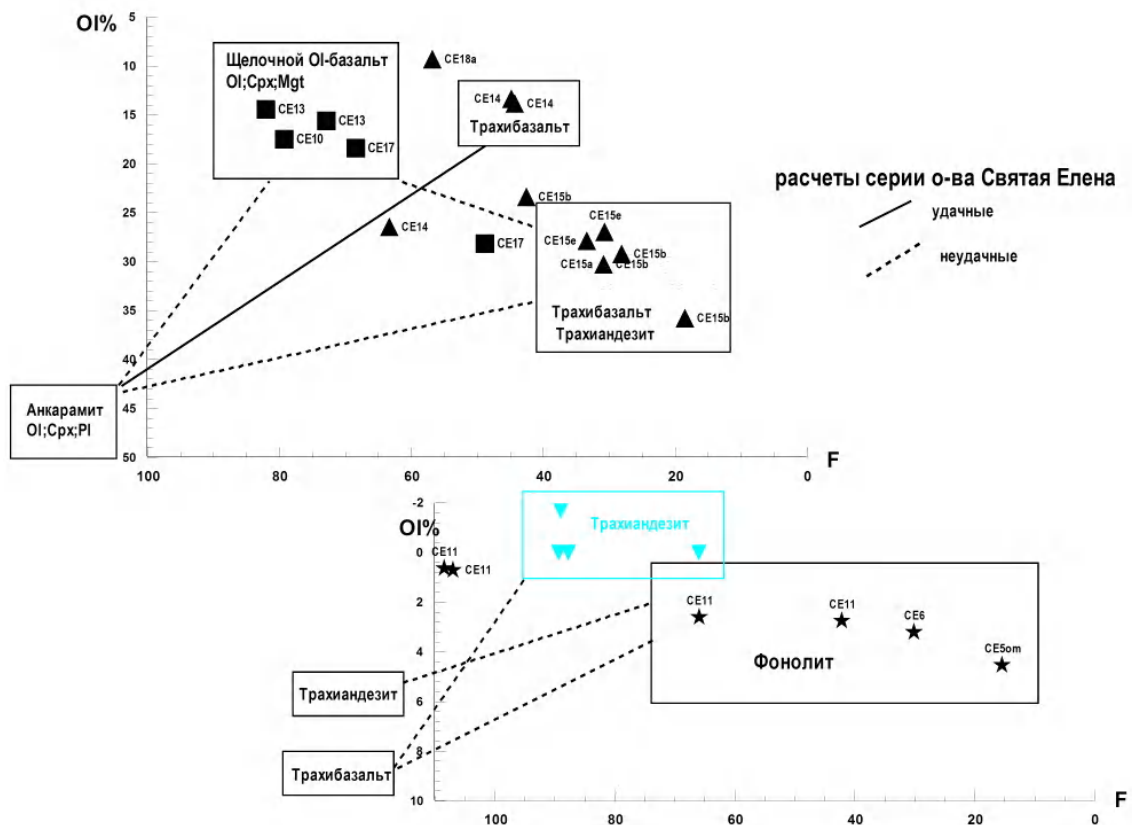 Ol%
5
Щелочной Ol-базальт
Ol;Cpx;Mgt
CE18a
10
CE13
CE14
CE14
15
CE13
Трахибазальт
CE10
CE17
20
расчеты серии о-ва Святая Елена
удачные
CE15b
CE15e
25
CE14
CE17
CE15e
CE15b
неудачные
30
CE15a
CE15b
35
Трахибазальт
CE15b
Трахиандезит
40
Анкарамит
Ol;Cpx;Pl
45
50
100
80
60
40
20
0
F
-2
Ol%
Трахиандезит
0
CE11
CE11
2
CE11
CE11
CE6
CE5om
4
Фонолит
Трахиандезит
6
Трахибазальт
8
10
100
80
60
40
20
0
F